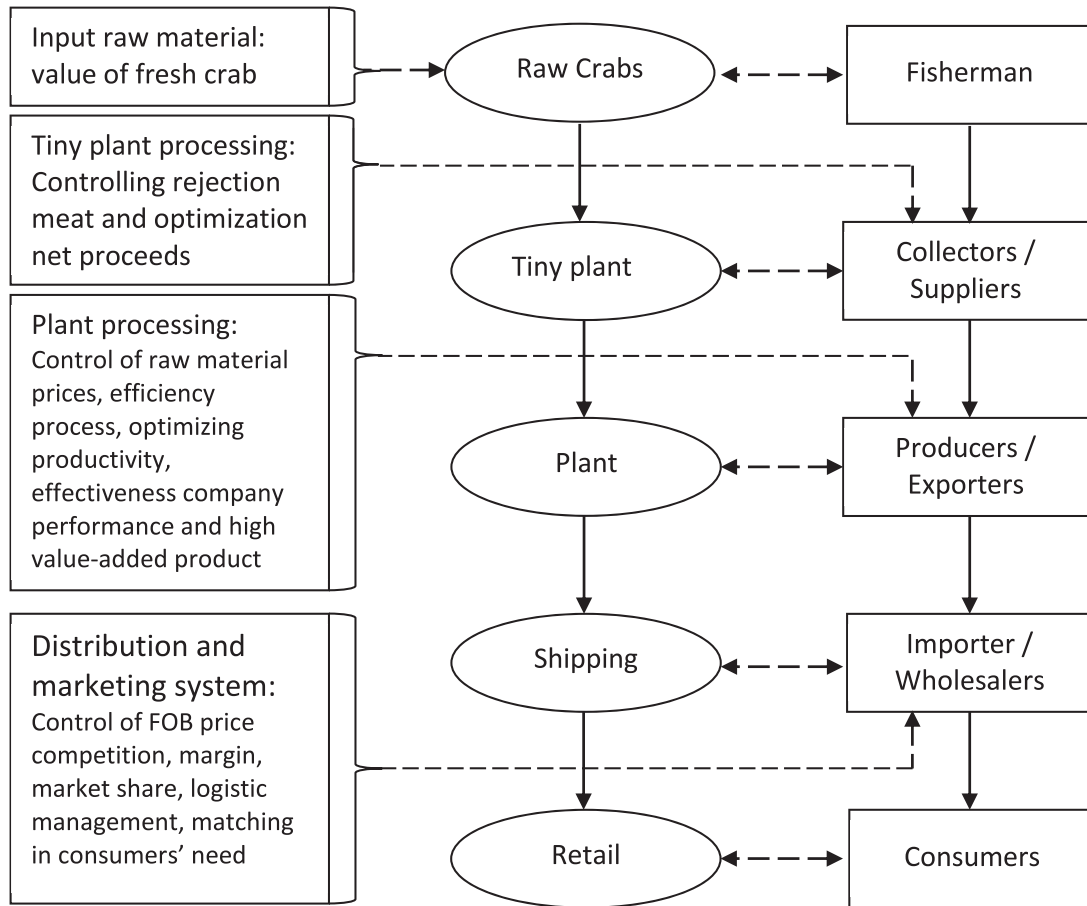 Input raw material:
value of fresh crab
Raw Crabs
Fisherman
Tiny plant processing:
Controlling rejection
meat and optimization
net proceeds
Tiny plant
Collectors /
Suppliers
Plant processing:
Control of raw material
prices, efficiency
process, optimizing
productivity,
effectiveness company
performance and high
value-added product
Plant
Producers /
Exporters
Distribution and
marketing system:
Control of FOB price
competition, margin,
market share, logistic
management, matching
in consumers’ need
Shipping
Importer /
Wholesalers
Retail
Consumers